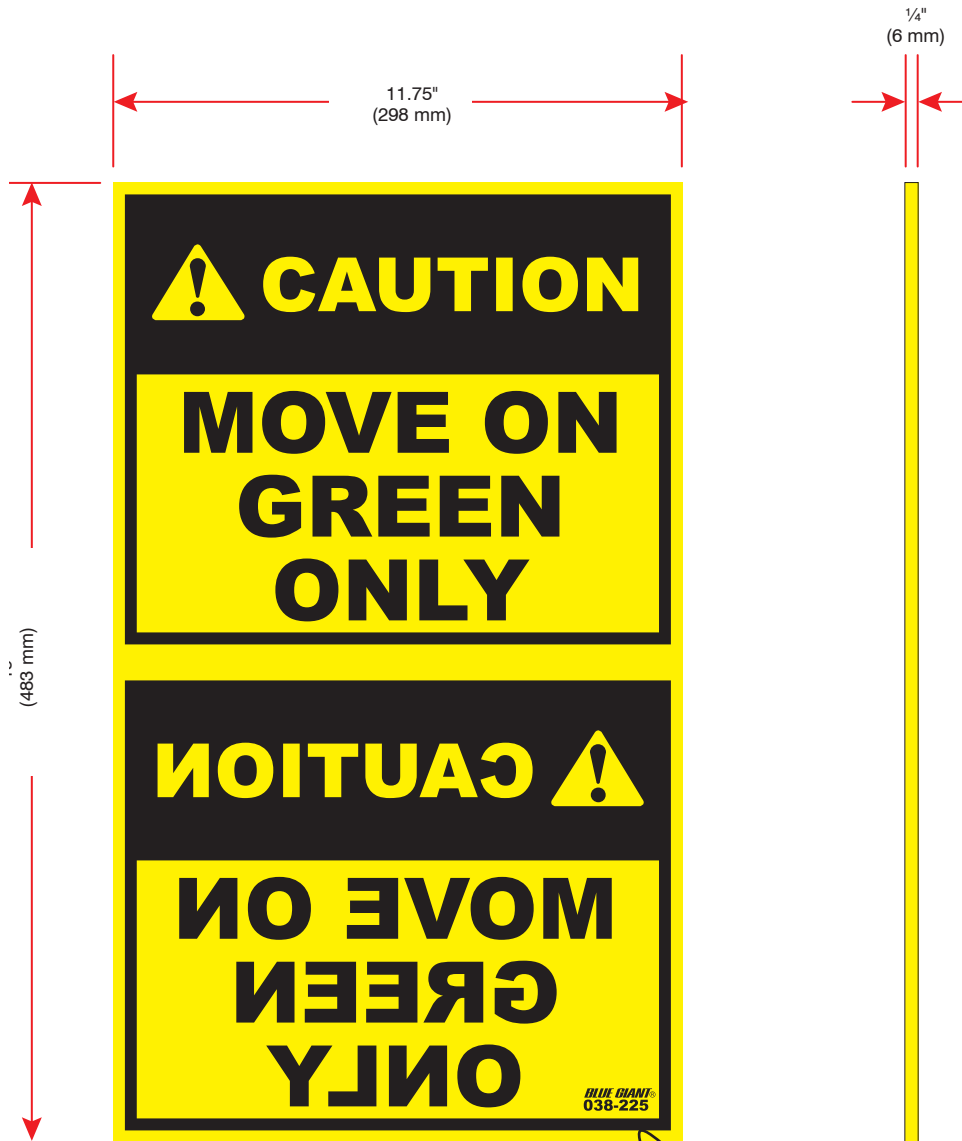 ¼"
(6 mm)
11.75"
(298 mm)
CAUTION
MOVE ON
GREEN
ONLY
(483 mm)
CAUTION
MOVE ON
GREEN
ONLY
BLUE GIANT®
038-225